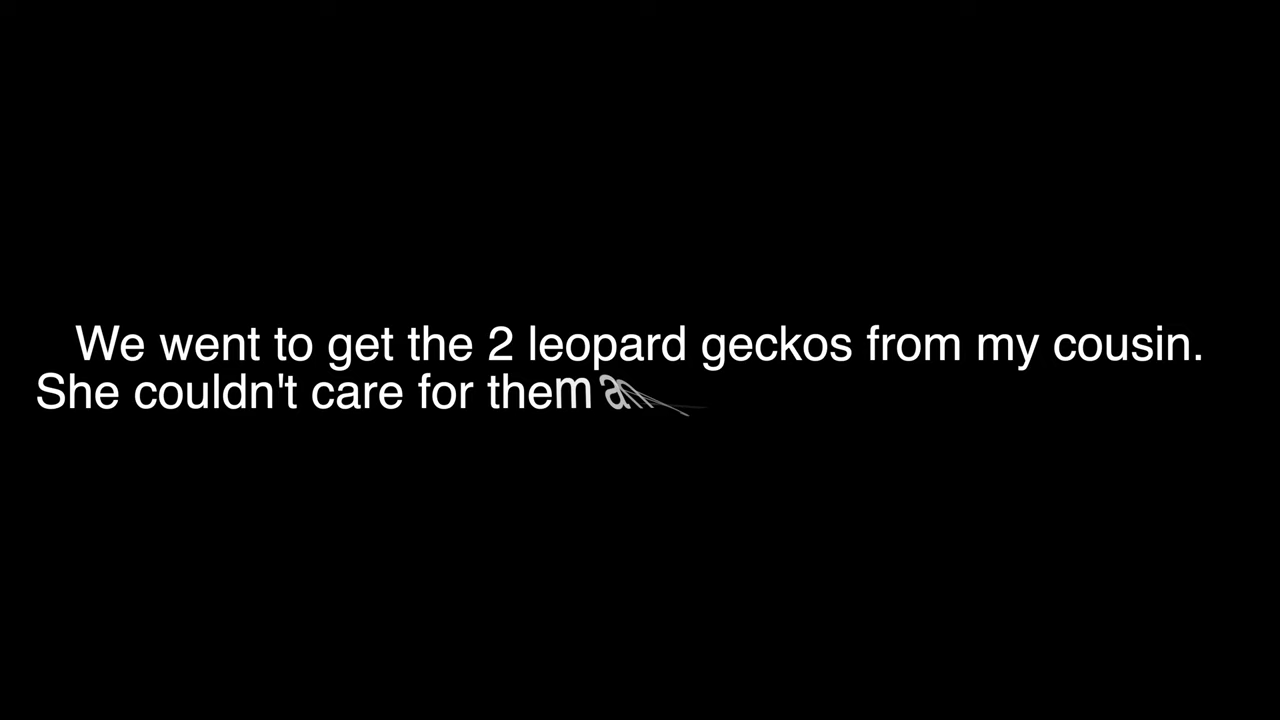 We went to get the 2 leopard geckos from my cousin.
She couldn't care for them